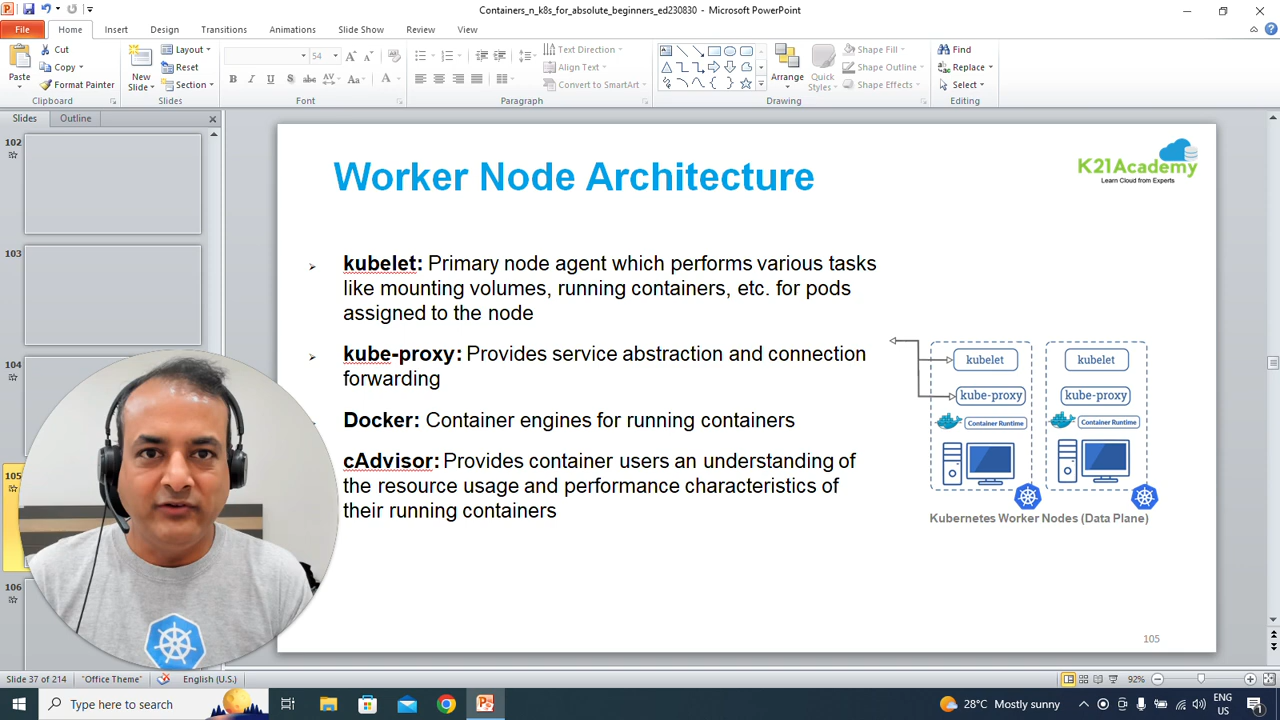 Containers_n_k8s_for_absolute_beginners_ed230830 - Microsoft PowerPoint
File Home Insert Design Transitions Animations Slide Show Review View
Cut
Copy
Format Painter
Paste
Clipboard
New
Slide
Layout
Reset
Section
Slides
54
B I U S abc AV Aa A
Font
Text Direction
Align Text
Convert to SmartArt
Paragraph
Arrange
Quick
Styles
Shape Fill
Shape Outline
Shape Effects
Drawing
Find
Replace
Select
Editing
Slides Outline
102
103
104
105
106
Worker Node Architecture
K21Academy
Learn Cloud from Experts
kubelet: Primary node agent which performs various tasks
like mounting volumes, running containers, etc. for pods
assigned to the node
kube-proxy: Provides service abstraction and connection
forwarding
Docker: Container engines for running containers
cAdvisor: Provides container users an understanding of
the resource usage and performance characteristics of
their running containers
kubelet
kube-proxy
Container Runtime
kubelet
kube-proxy
Container Runtime
Kubernetes Worker Nodes (Data Plane)
105
Slide 37 of 214 "Office Theme" English (U.S.)
92%
Type here to search
28°C Mostly sunny
ENG
US